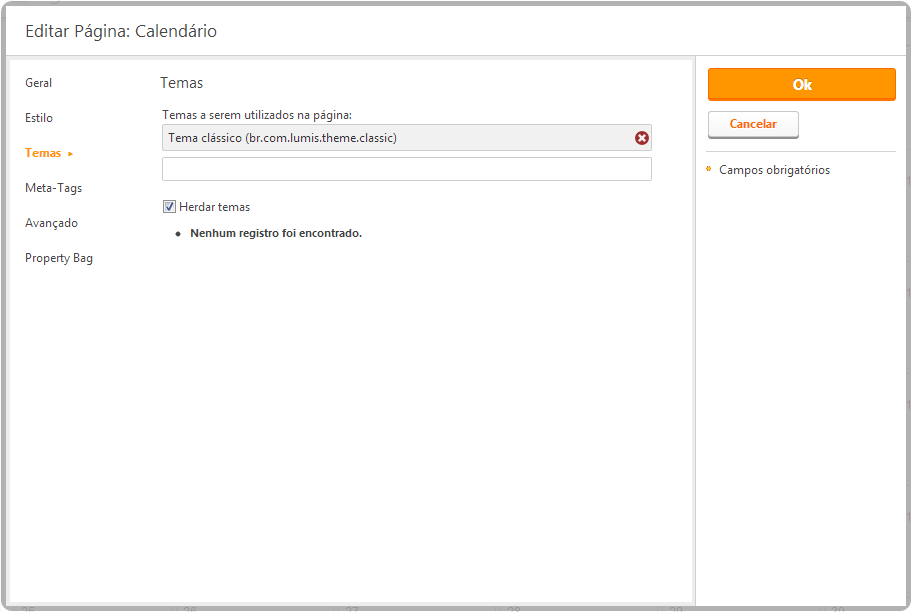 Editar Página: Calendário
Geral
Estilo
Temas
Meta-Tags
Avançado
Property Bag
Temas
Temas a serem utilizados na página:
Tema clássico (br.com.lumis.theme.classic)
Herdar temas
Nenhum registro foi encontrado.
Ok
Cancelar
* Campos obrigatórios